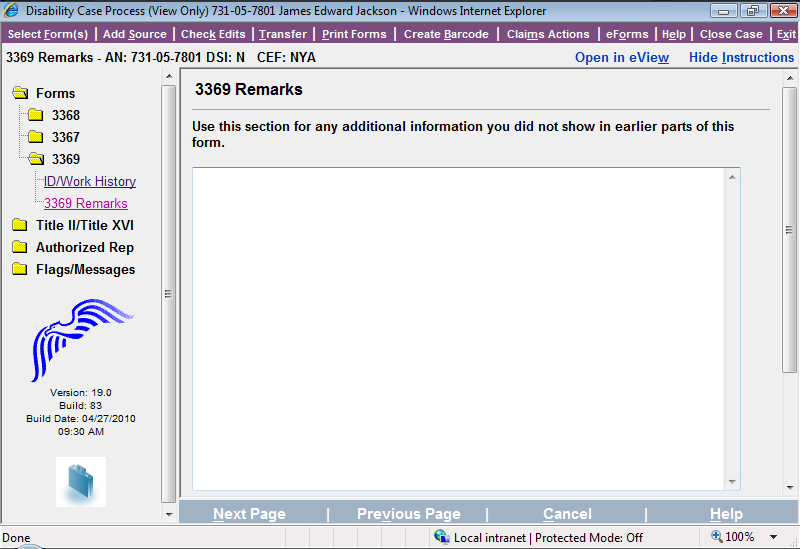 Disability Case Process (View Only) 731-05-7801 James Edward Jackson - Windows Internet Explorer
Select Form(s) | Add Source | Check Edits | Transfer | Print Forms | Create Barcode | Claims Actions | eForms | Help | Close Case | Exit
3369 Remarks - AN: 731-05-7801 DSI: N CEF: NYA Open in eView Hide Instructions
Forms
3368
3367
3369
ID/Work History
3369 Remarks
Title II/Title XVI
Authorized Rep
Flags/Messages
Version: 19.0
Build: 83
Build Date: 04/27/2010
09:30 AM
3369 Remarks
Use this section for any additional information you did not show in earlier parts of this
form.
Next Page | Previous Page | Cancel | Help
Done Local intranet | Protected Mode: Off 100%